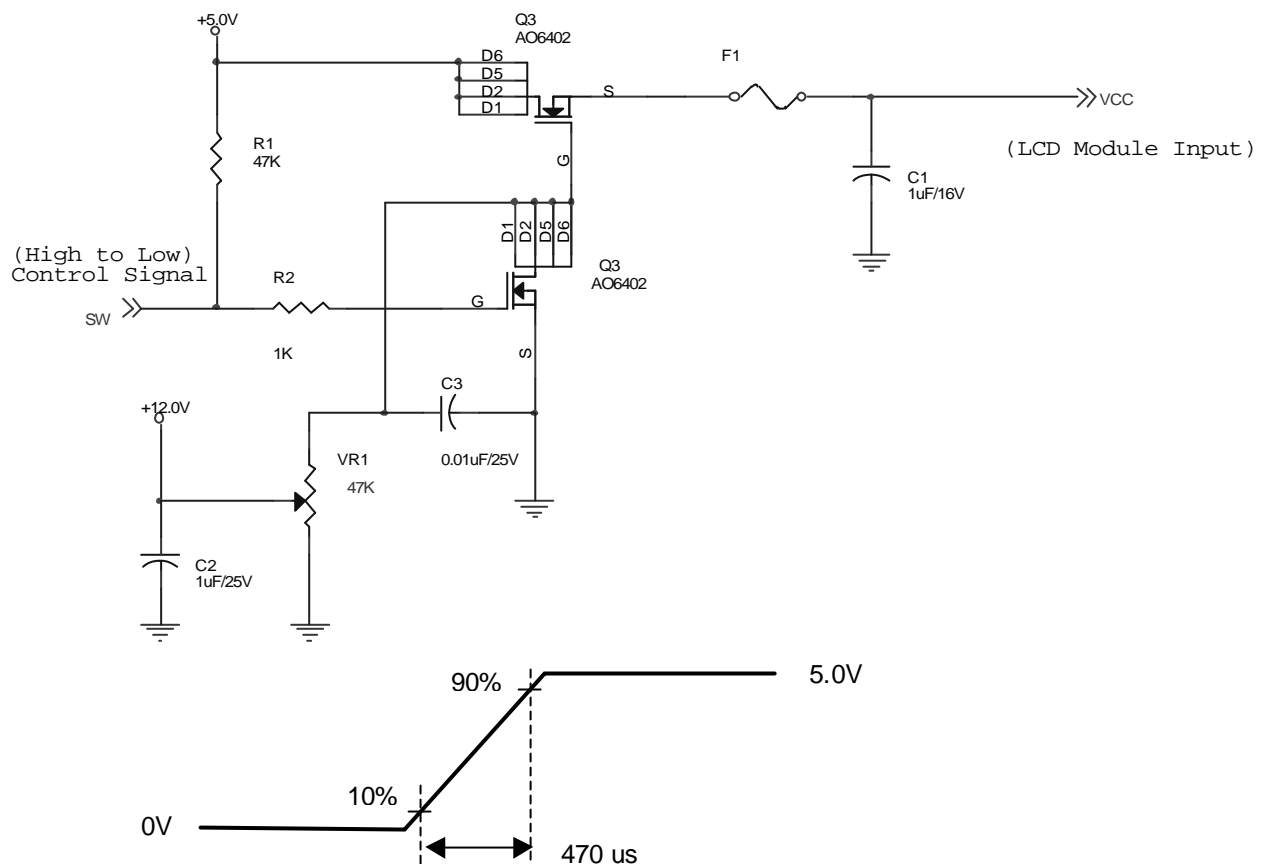 +5.0V
Q3
AO6402
D6
D5
D2
D1
S
F1
VCC
(LCD Module Input)
R1
47K
G
C1
1uF/16V
D1
D2
D5
D6
(High to Low)
Control Signal
SW
R2
1K
G
Q3
AO6402
S
C3
0.01uF/25V
+12.0V
VR1
47K
C2
1uF/25V
90%
5.0V
10%
0V
470 us